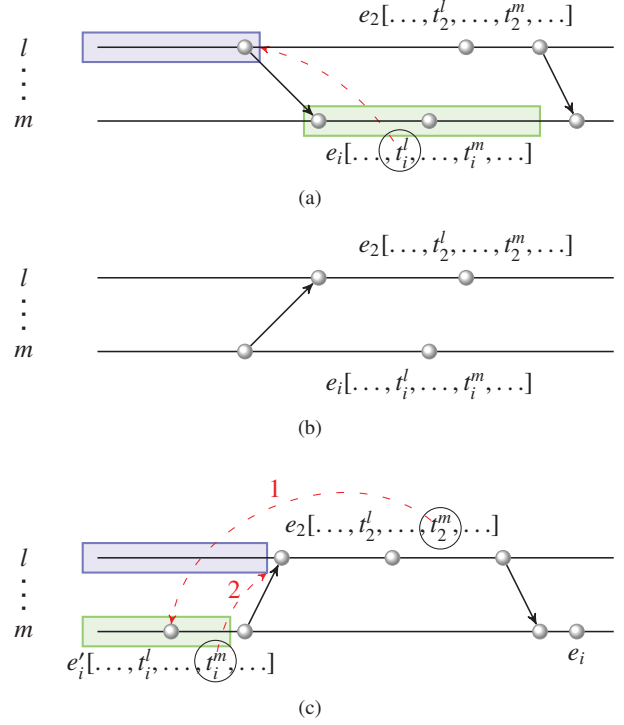 e₂[…, t₂ˡ, …, t₂ᵐ, …]
l
⋮
m
eᵢ[…, tᵢˡ, …, tᵢᵐ, …]
(a)
e₂[…, t₂ˡ, …, t₂ᵐ, …]
l
⋮
m
eᵢ[…, tᵢˡ, …, tᵢᵐ, …]
(b)
1
e₂[…, t₂ˡ, …, t₂ᵐ, …]
l
2
⋮
m
e′ᵢ[…, tᵢˡ, …, tᵢᵐ, …]
eᵢ
(c)